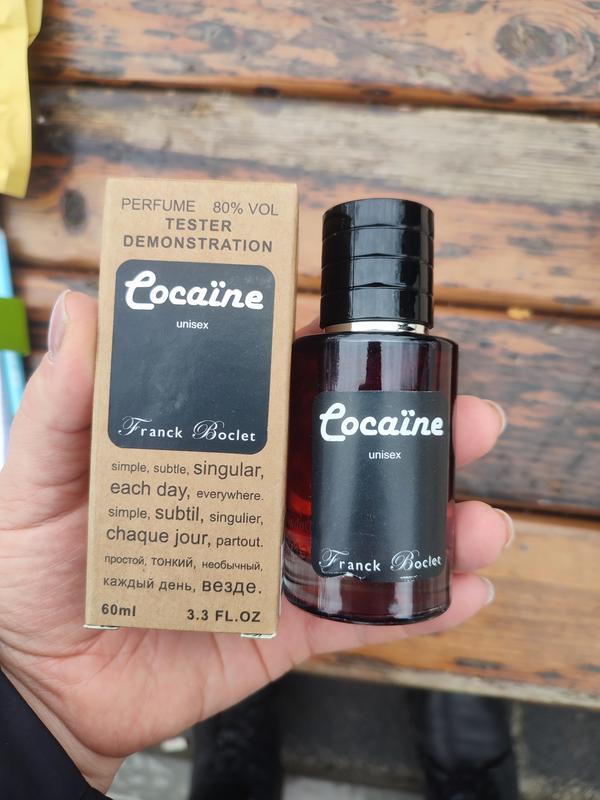 PERFUME 80% VOL
TESTER
DEMONSTRATION
Cocaïne
unisex
Franck Boclet
simple, subtle, singular,
each day, everywhere.
simple, subtil, singulier,
chaque jour, partout.
простой, тонкий, необычный,
каждый день, везде.
60ml 3.3 FL.OZ
Cocaïne
unisex
Franck Boclet